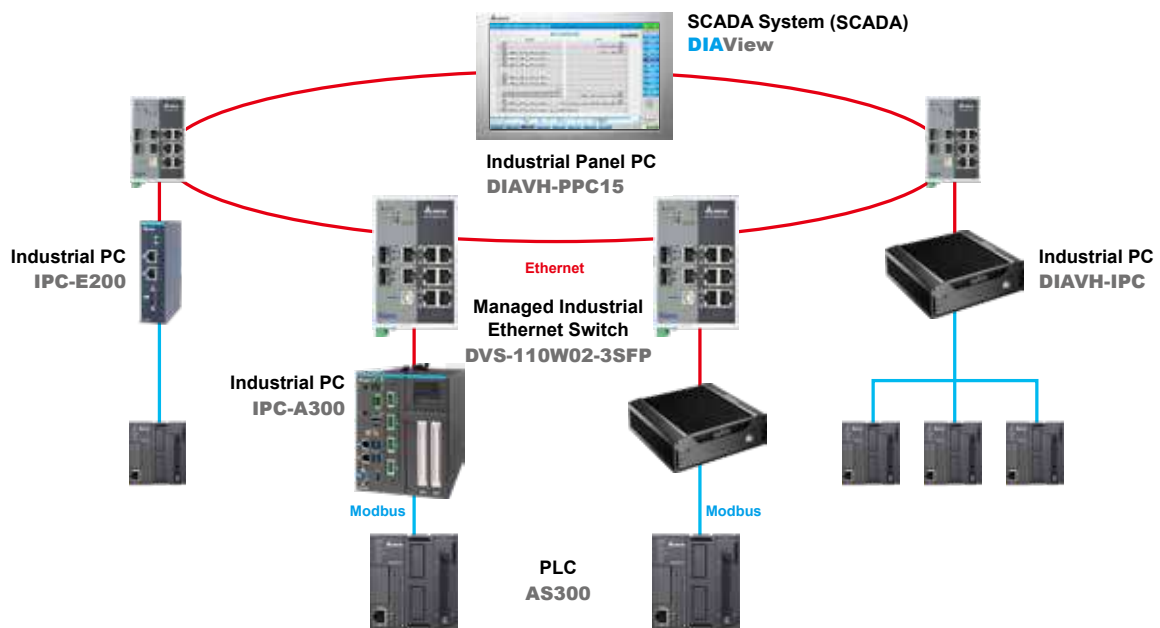 SCADA System (SCADA)
DIAView
Industrial Panel PC
DIAVH-PPC15
Industrial PC
IPC-E200
Ethernet
Industrial PC
DIAVH-IPC
Managed Industrial
Ethernet Switch
DVS-110W02-3SFP
Industrial PC
IPC-A300
Modbus
Modbus
PLC
AS300